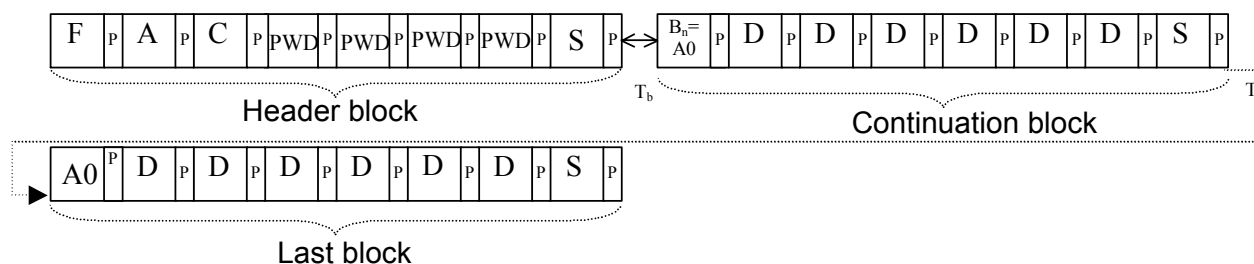 F P A P C P PWD P PWD P PWD P PWD P S P
Bn= A0 P D P D P D P D P D P D P S P
Header block
Tb
Continuation block
T
A0 P D P D P D P D P D P D P S P
Last block